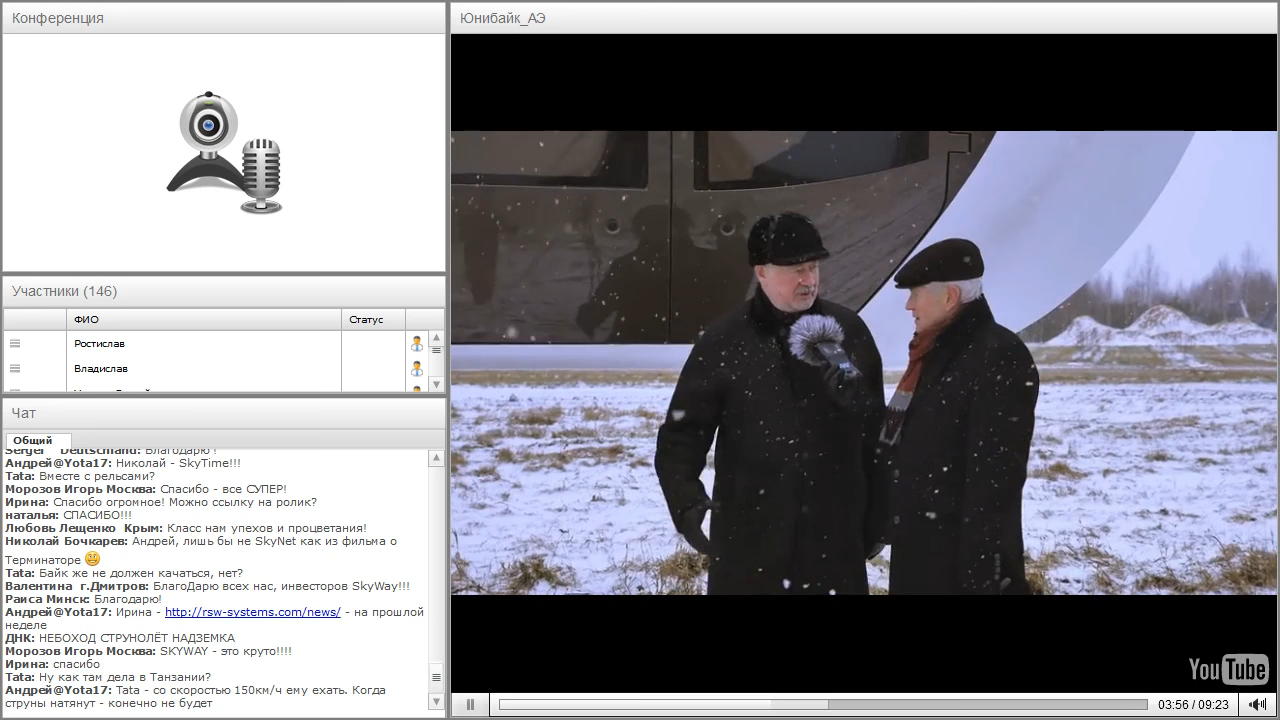 Конференция
Юнибайк_АЭ
Участники (146)
ФИО Статус
Ростислав
Владислав
Чат
Общий
Sergei Deutschland: Благодарю !
Андрей@Yota17: Николай - SkyTime!!!
Tata: Вместе с рельсами?
Морозов Игорь Москва: Спасибо - все СУПЕР!
Ирина: Спасибо огромное! Можно ссылку на ролик?
наталья: СПАСИБО!!!
Любовь Лещенко Крым: Класс нам упехов и процветания!
Николай Бочкарев: Андрей, лишь бы не SkyNet как из фильма о
Терминаторе
Tata: Байк же не должен качаться, нет?
Валентина г.Дмитров: БлагоДарю всех нас, инвесторов SkyWay!!!
Раиса Минск: Благодарю!
Андрей@Yota17: Ирина - http://rsw-systems.com/news/ - на прошлой
неделе
ДНК: НЕБОХОД СТРУНОЛЁТ НАДЗЕМКА
Морозов Игорь Москва: SKYWAY - это круто!!!!
Ирина: спасибо
Tata: Ну как там дела в Танзании?
Андрей@Yota17: Tata - со скоростью 150км/ч ему ехать. Когда
струны натянут - конечно не будет
YouTube
03:56 / 09:23